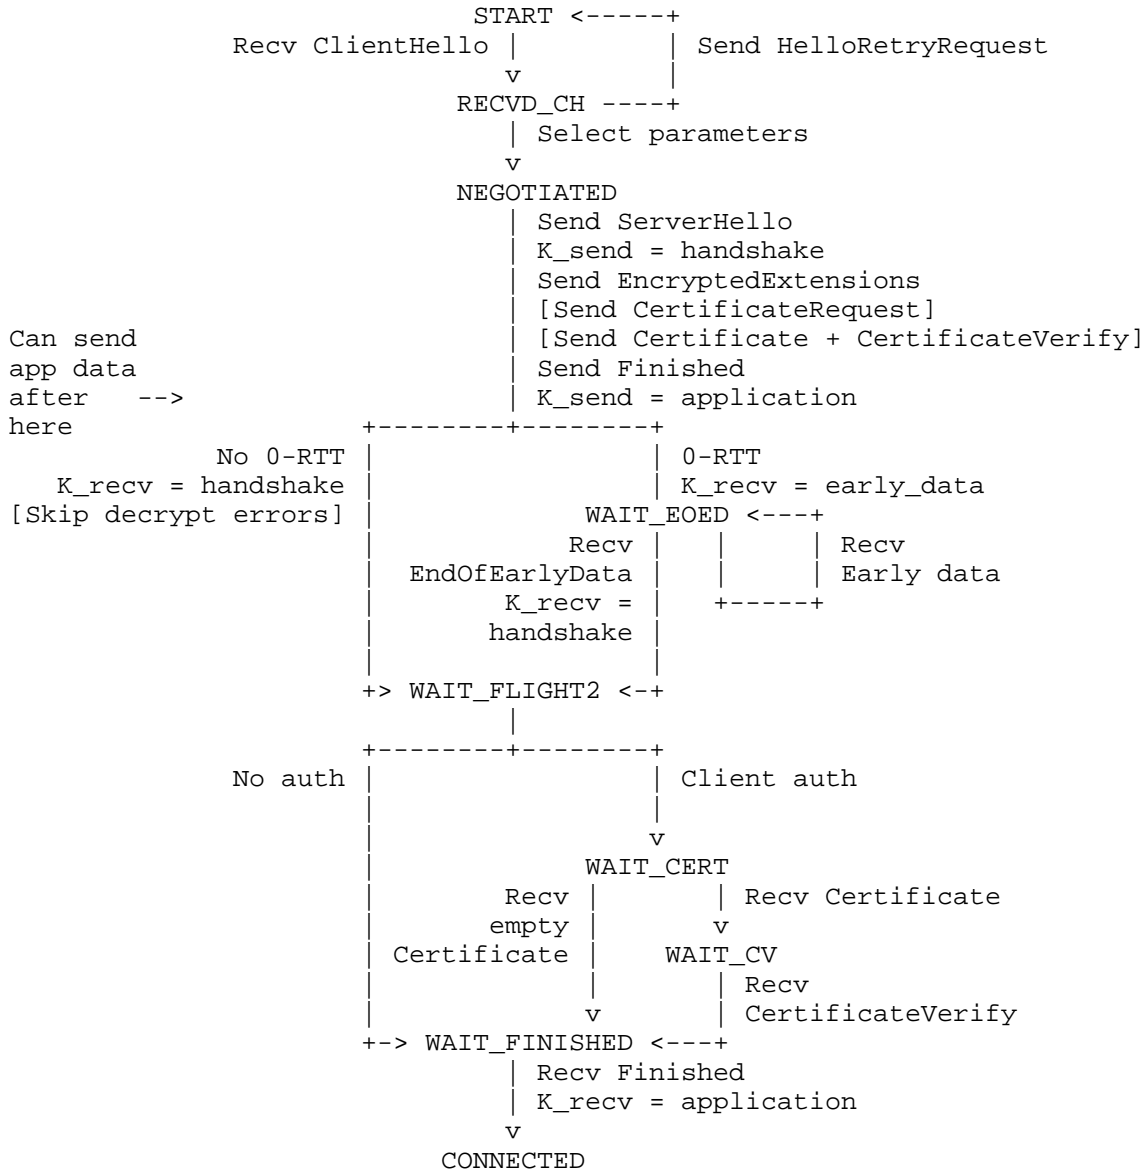 START <-----+
Recv ClientHello | | Send HelloRetryRequest
v |
RECVD_CH ----+
| Select parameters
v
NEGOTIATED
| Send ServerHello
| K_send = handshake
| Send EncryptedExtensions
| [Send CertificateRequest]
Can send | [Send Certificate + CertificateVerify]
app data | Send Finished
after --> | K_send = application
here +--------+--------+
No 0-RTT | | 0-RTT
K_recv = handshake | | K_recv = early_data
[Skip decrypt errors] | WAIT_EOED <---+
| Recv | | | Recv
| EndOfEarlyData | | | Early data
| K_recv = | +-----+
| handshake |
| |
+> WAIT_FLIGHT2 <-+
|
+--------+--------+
No auth | | Client auth
| |
| v
| WAIT_CERT
| Recv | | Recv Certificate
| empty | v
| Certificate | WAIT_CV
| | | Recv
| v | CertificateVerify
+-> WAIT_FINISHED <---+
| Recv Finished
| K_recv = application
v
CONNECTED